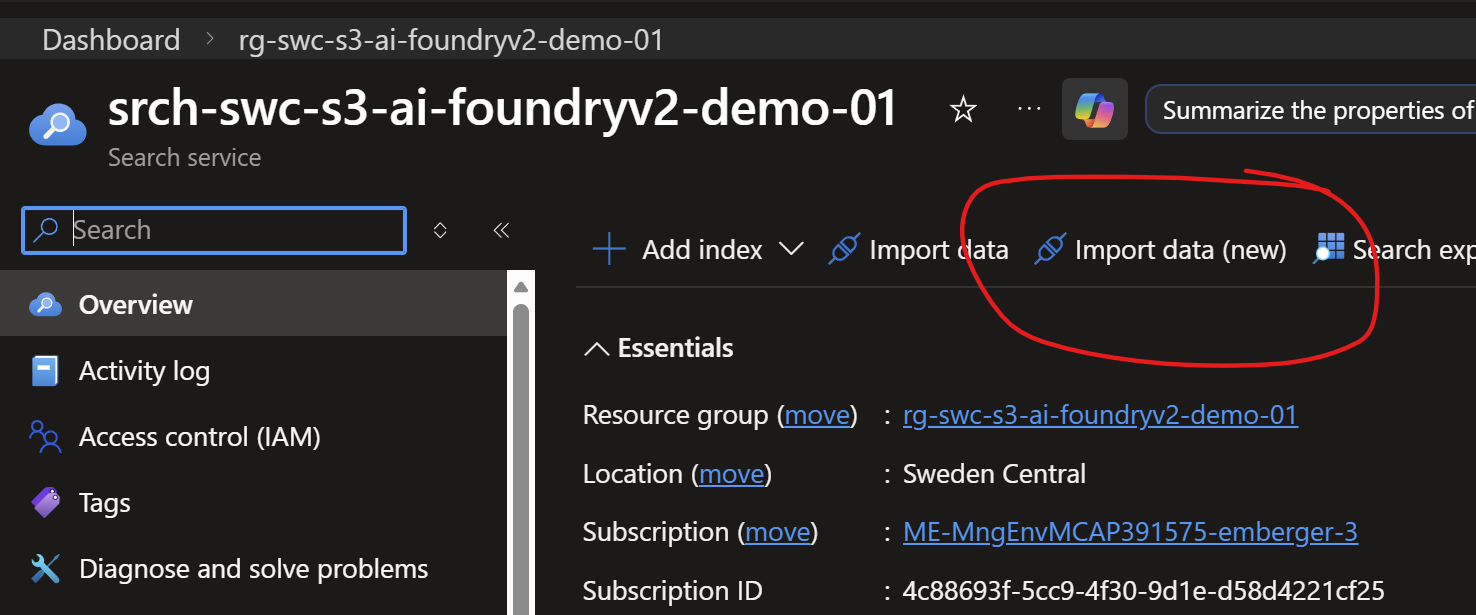 Dashboard > rg-swc-s3-ai-foundryv2-demo-01
srch-swc-s3-ai-foundryv2-demo-01
Summarize the properties of
Search service
Search
Add index
Import data
Import data (new)
Search exp
Overview
Activity log
Access control (IAM)
Tags
Diagnose and solve problems
Essentials
Resource group (move) : rg-swc-s3-ai-foundryv2-demo-01
Location (move) : Sweden Central
Subscription (move) : ME-MngEnvMCAP391575-emberger-3
Subscription ID : 4c88693f-5cc9-4f30-9d1e-d58d4221cf25